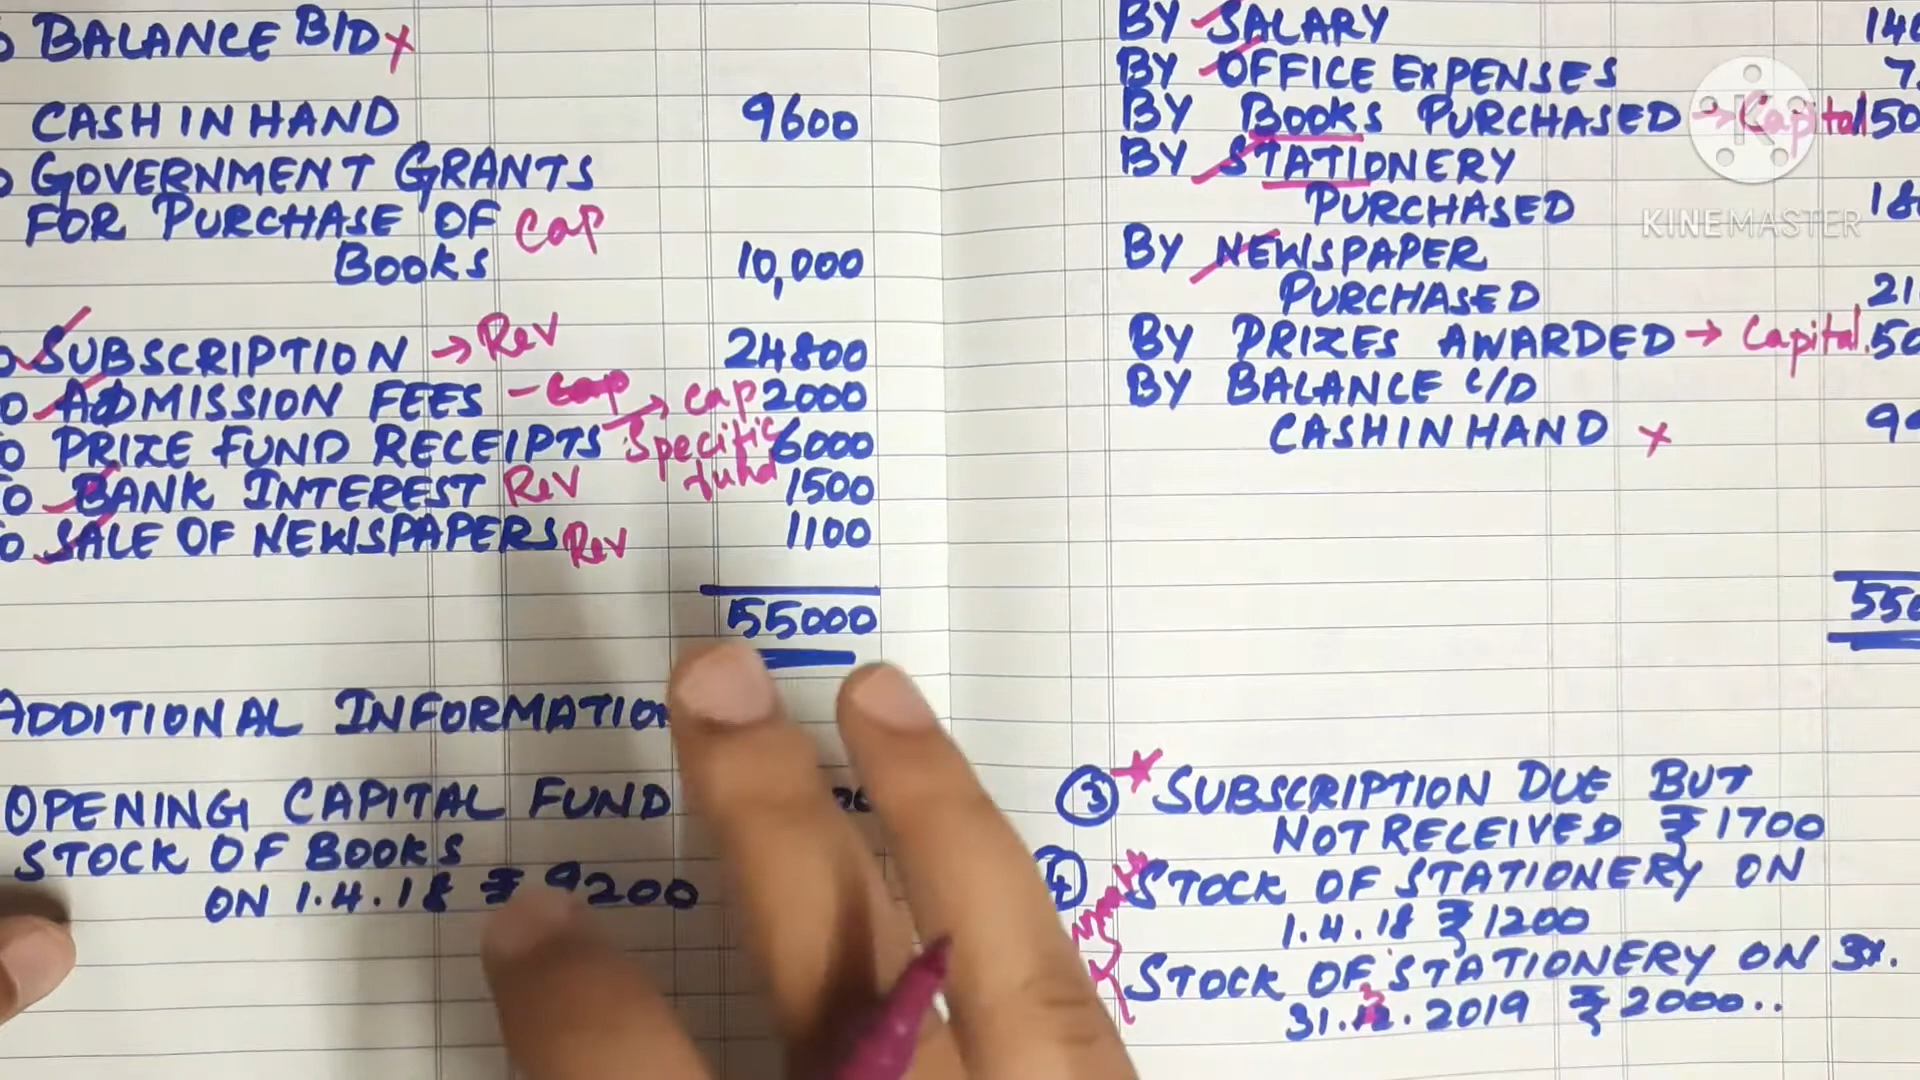 BALANCE B/D x
CASH IN HAND 9600
GOVERNMENT GRANTS
FOR PURCHASE OF cap
BOOKS 10,000
SUBSCRIPTION → Rev 24800
ADMISSION FEES - cap 2000
PRIZE FUND RECEIPTS → cap 6000
Specific
fund
BANK INTEREST Rev 1500
SALE OF NEWSPAPERS Rev 1100
55000
ADDITIONAL INFORMATION
OPENING CAPITAL FUND
STOCK OF BOOKS
ON 1.4.18 ₹ 9200
BY SALARY
BY OFFICE EXPENSES
BY BOOKS PURCHASED → Capital
BY STATIONERY
PURCHASED
KINEMASTER
BY NEWSPAPER
PURCHASED
BY PRIZES AWARDED → Capital.
BY BALANCE C/D
CASH IN HAND x
3 SUBSCRIPTION DUE BUT
NOT RECEIVED ₹ 1700
4 STOCK OF STATIONERY ON
1.4.18 ₹ 1200
STOCK OF STATIONERY ON
31.3.2019 ₹ 2000..